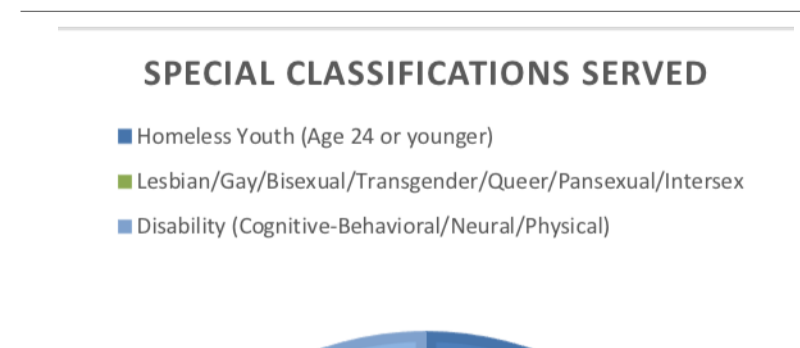 SPECIAL CLASSIFICATIONS SERVED
Homeless Youth (Age 24 or younger)
Lesbian/Gay/Bisexual/Transgender/Queer/Pansexual/Intersex
Disability (Cognitive-Behavioral/Neural/Physical)